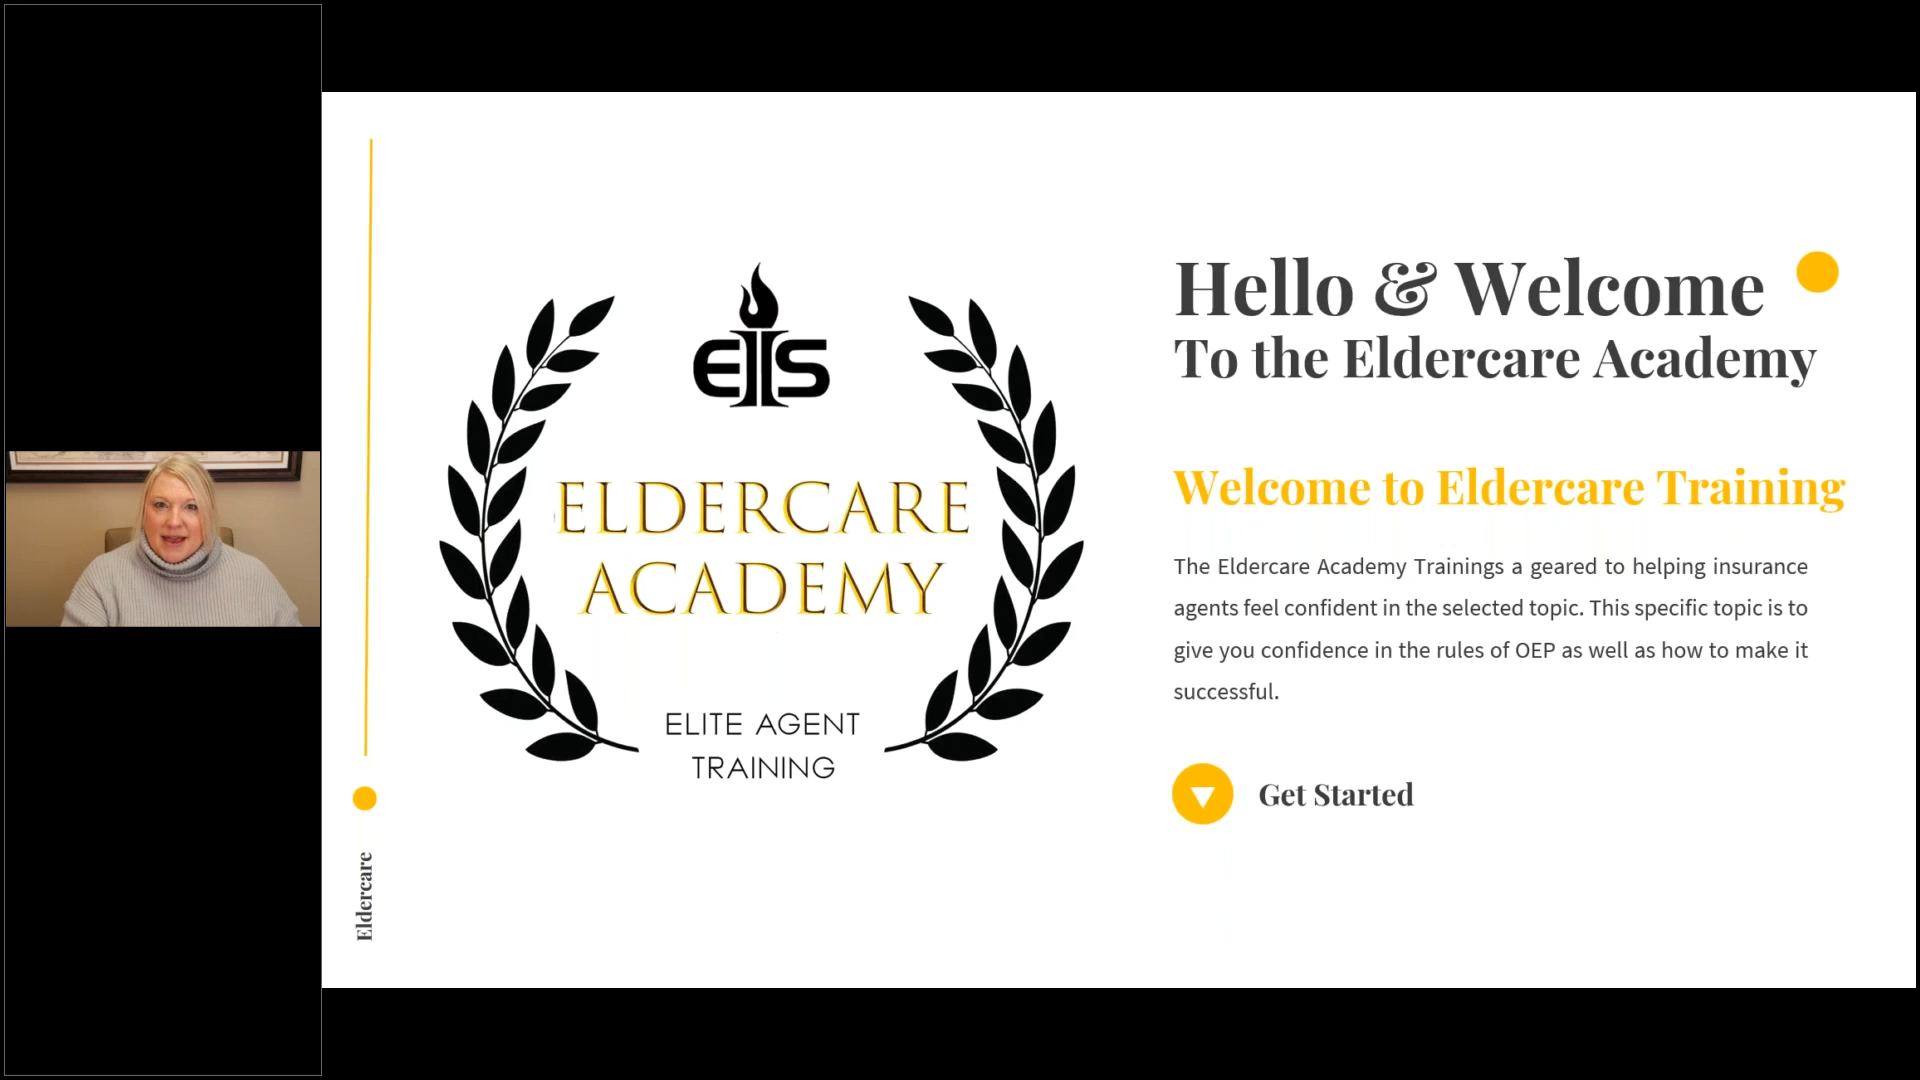 EIS
ELDERCARE
ACADEMY
ELITE AGENT
TRAINING
Hello & Welcome
To the Eldercare Academy
Welcome to Eldercare Training
The Eldercare Academy Trainings a geared to helping insurance
agents feel confident in the selected topic. This specific topic is to
give you confidence in the rules of OEP as well as how to make it
successful.
Get Started
Eldercare